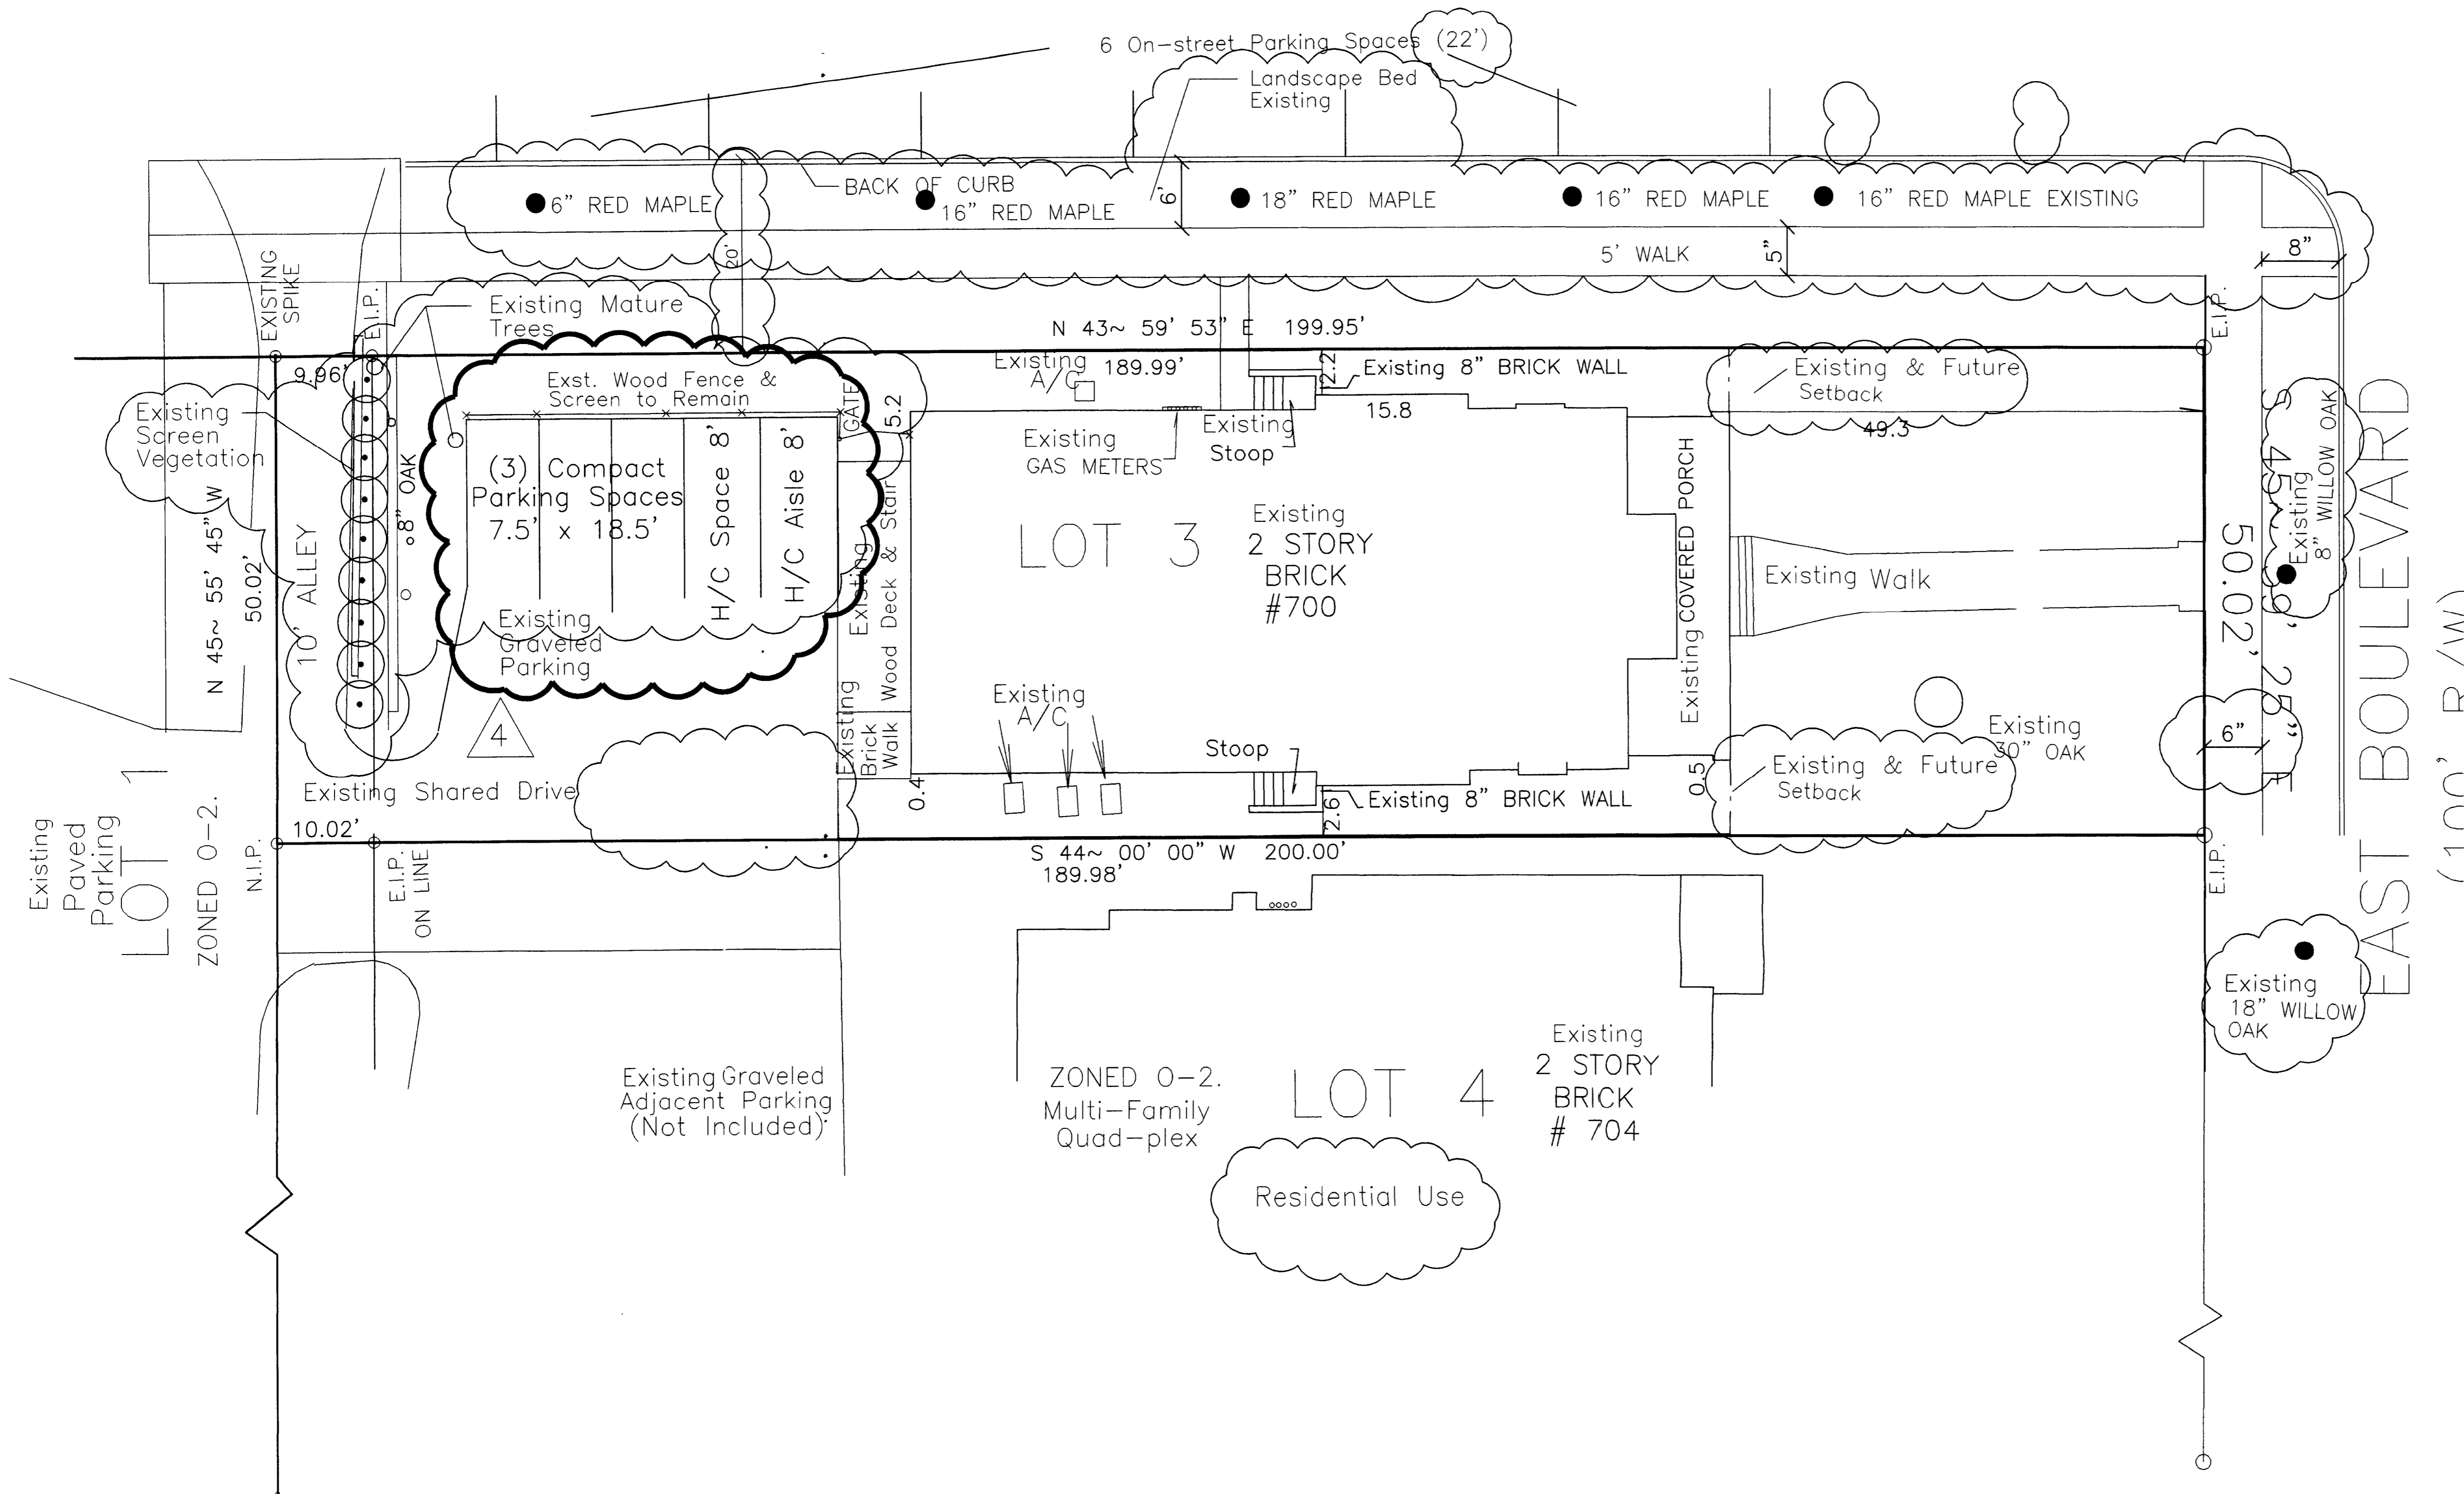 6 On-street Parking Spaces (22')
Landscape Bed
Existing
BACK OF CURB
6" RED MAPLE
16" RED MAPLE
6'
18" RED MAPLE
16" RED MAPLE
16" RED MAPLE EXISTING
20'
5' WALK
5"
8"
EXISTING
SPIKE
E.I.P.
Existing Mature
Trees
N 43~ 59' 53" E 199.95'
E.I.P.
9.96'
Exst. Wood Fence &
Screen to Remain
GATE
5.2
Existing
A/C
189.99'
2.2
Existing 8" BRICK WALL
15.8
Existing & Future
Setback
49.3
Existing
Screen
Vegetation
8" OAK
(3) Compact
Parking Spaces
7.5' x 18.5'
H/C Space 8'
H/C Aisle 8'
Existing
GAS METERS
Existing
Stoop
LOT 3
Existing
2 STORY
BRICK
#700
Existing
Wood Deck & Stair
Existing COVERED PORCH
Existing Walk
Existing
8" WILLOW OAK
50.02'
EAST BOULEVARD
(100' R/W)
N 45~ 55' 45" W
50.02'
10' ALLEY
Existing
Graveled
Parking
4
Existing
Brick
Walk
Existing
A/C
Stoop
Existing
30" OAK
6"
Existing Shared Drive
0.4
2.6
Existing 8" BRICK WALL
0.5
Existing & Future
Setback
10.02'
N.I.P.
E.I.P.
ON LINE
S 44~ 00' 00" W 200.00'
189.98'
E.I.P.
Existing
Paved
Parking
LOT 1
ZONED O-2.
Existing
18" WILLOW
OAK
Existing Graveled
Adjacent Parking
(Not Included)
ZONED O-2.
Multi-Family
Quad-plex
LOT 4
Existing
2 STORY
BRICK
# 704
Residential Use